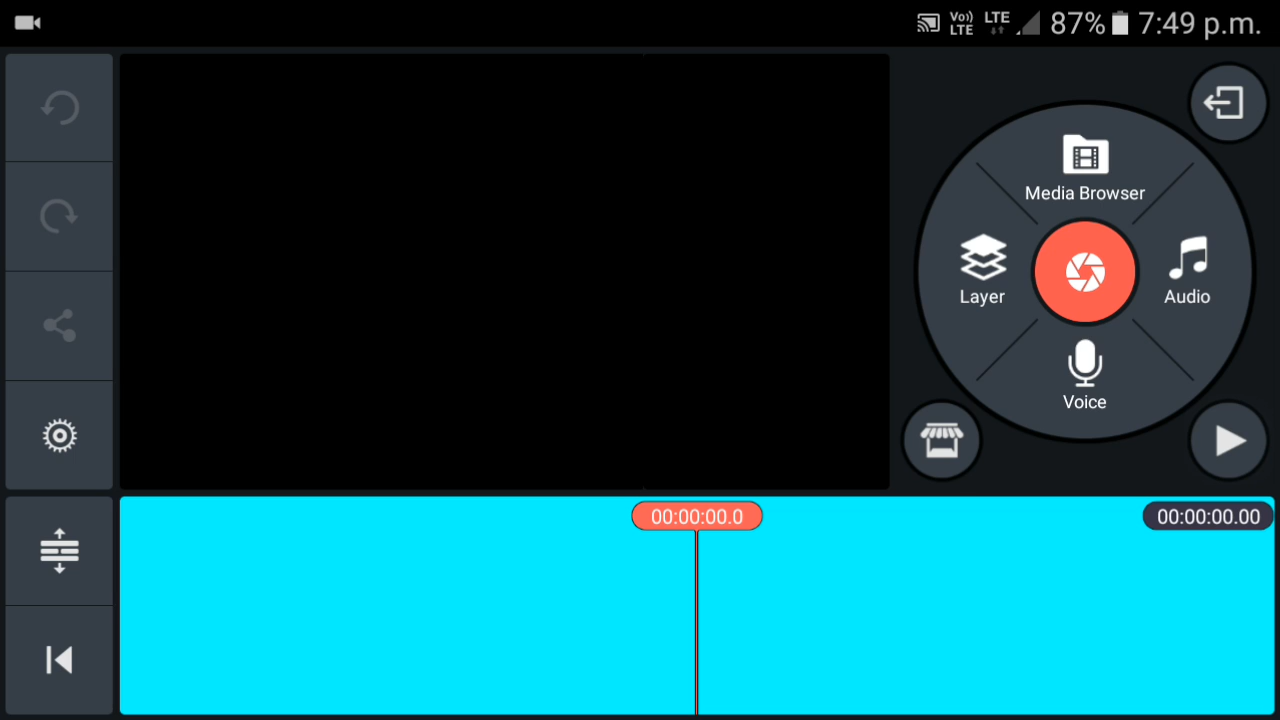 Vo))
LTE
LTE
87%
7:49 p.m.
Media Browser
Layer
Audio
Voice
00:00:00.0
00:00:00.00